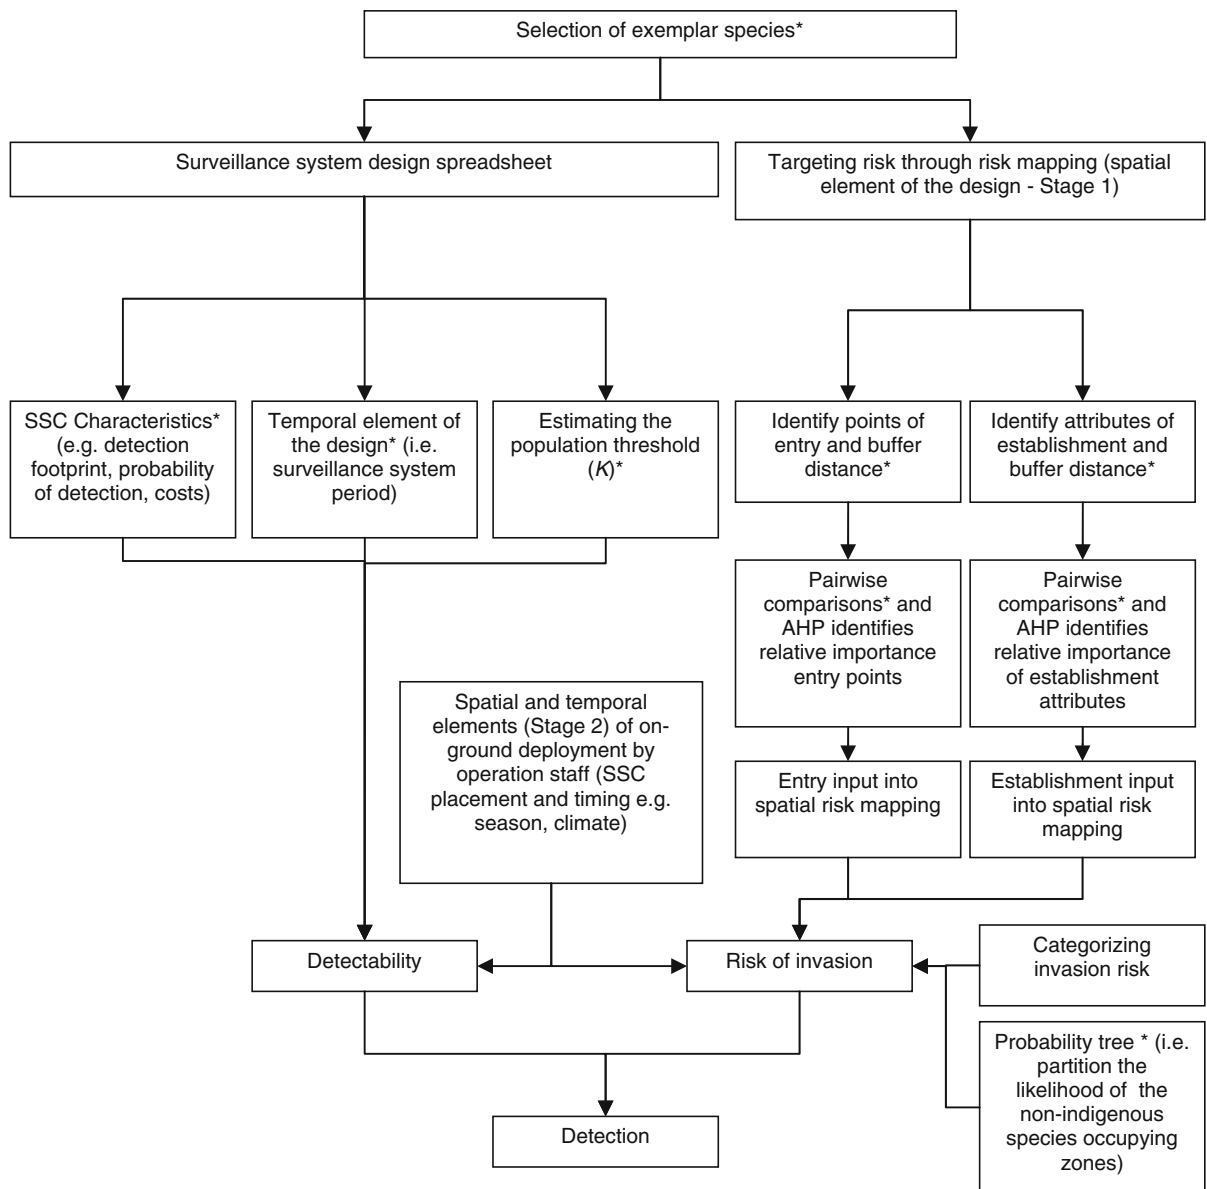 Selection of exemplar species*
Surveillance system design spreadsheet
Targeting risk through risk mapping (spatial
element of the design - Stage 1)
SSC Characteristics*
(e.g. detection
footprint, probability
of detection, costs)
Temporal element of
the design* (i.e.
surveillance system
period)
Estimating the
population threshold
(K)*
Identify points of
entry and buffer
distance*
Identify attributes of
establishment and
buffer distance*
Pairwise
comparisons* and
AHP identifies
relative importance
entry points
Pairwise
comparisons* and
AHP identifies
relative importance
of establishment
attributes
Spatial and temporal
elements (Stage 2) of on-
ground deployment by
operation staff (SSC
placement and timing e.g.
season, climate)
Entry input into
spatial risk mapping
Establishment input
into spatial risk
mapping
Detectability
Risk of invasion
Categorizing
invasion risk
Probability tree * (i.e.
partition the
likelihood of the
non-indigenous
species occupying
zones)
Detection